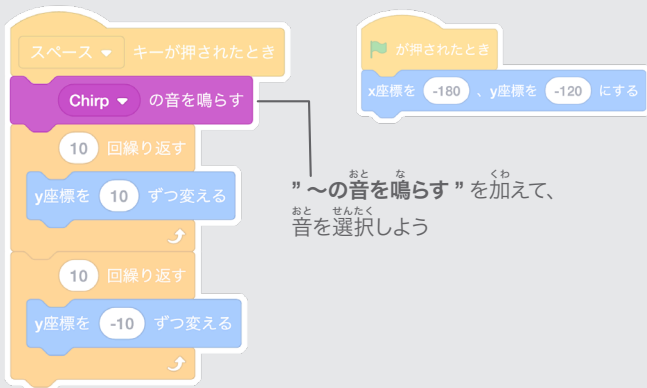 スペース キーが押されたとき
Chirp の音を鳴らす
10 回繰り返す
y座標を 10 ずつ変える
10 回繰り返す
y座標を -10 ずつ変える
が押されたとき
x座標を -180 、y座標を -120 にする
おと な くわ
”～の音を鳴らす” を加えて、
おと せんたく
音を選択しよう